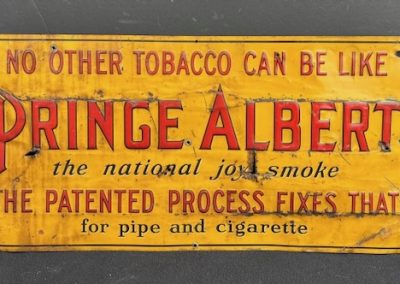 NO OTHER TOBACCO CAN BE LIKE
PRINGE ALBERT
the national joy smoke
THE PATENTED PROCESS FIXES THAT
for pipe and cigarette